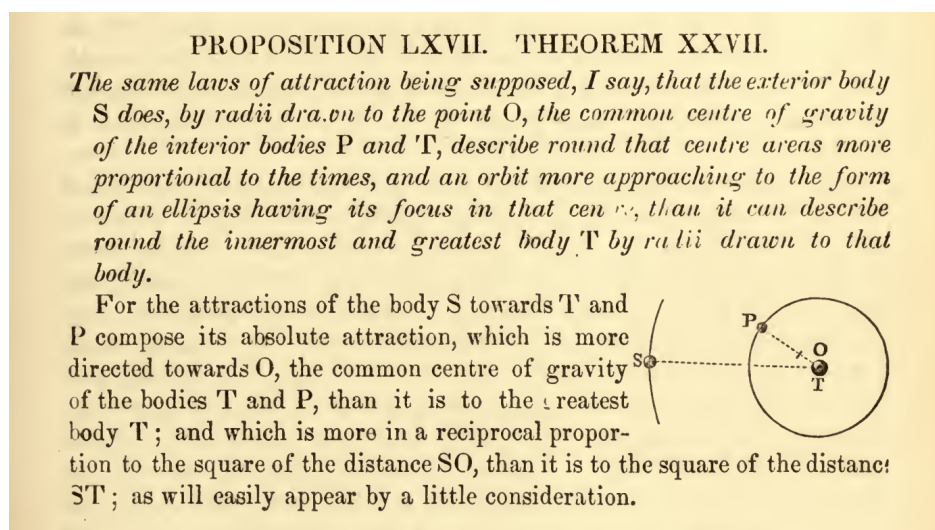 PROPOSITION LXVII. THEOREM XXVII.
The same laws of attraction being supposed, I say, that the exterior body
S does, by radii drawn to the point O, the common centre of gravity
of the interior bodies P and T, describe round that centre areas more
proportional to the times, and an orbit more approaching to the form
of an ellipsis having its focus in that centre, than it can describe
round the innermost and greatest body T by radii drawn to that
body.
For the attractions of the body S towards T and
P compose its absolute attraction, which is more
directed towards O, the common centre of gravity
of the bodies T and P, than it is to the greatest
body T; and which is more in a reciprocal propor-
tion to the square of the distance SO, than it is to the square of the distance
ST; as will easily appear by a little consideration.
P
S
O
T